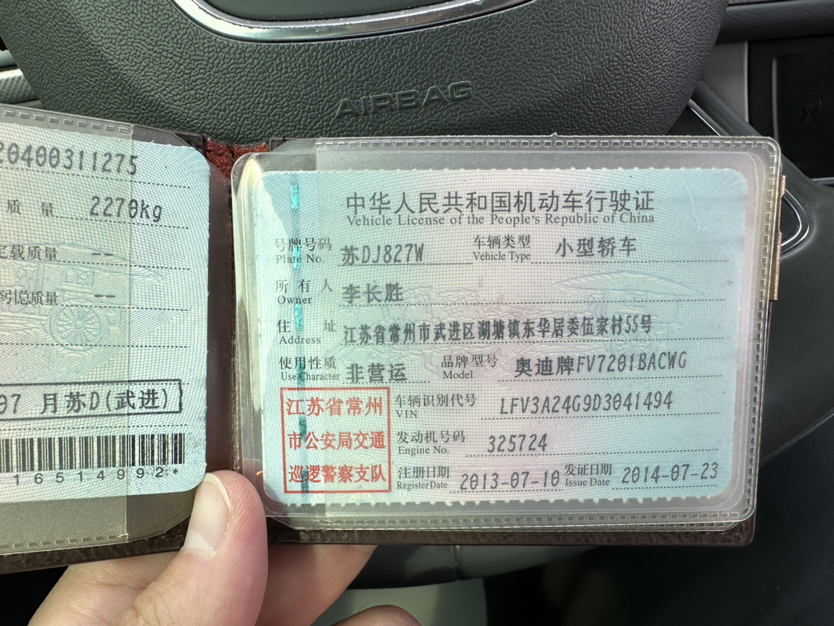 AIRBAG
20400311275
质 量 2270kg
定载质量 --
质量 --
07 月苏D(武进)
16514992*
中华人民共和国机动车行驶证
Vehicle License of the People's Republic of China
号牌号码 苏DJ827W 车辆类型 小型轿车
Plate No. Vehicle Type
所有人 李长胜
Owner
住 址 江苏省常州市武进区湖塘镇东华居委伍家村55号
Address
使用性质 非营运 品牌型号 奥迪牌FV7201BACWG
Use Character Model
江苏省常州
市公安局交通
巡逻警察支队
车辆识别代号 LFV3A24G9D3041494
VIN
发动机号码 325724
Engine No.
注册日期 2013-07-10 发证日期 2014-07-23
Register Date Issue Date